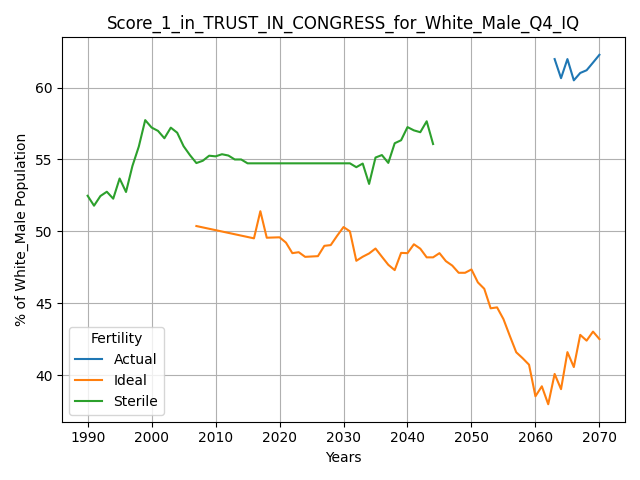 Score_1_in_TRUST_IN_CONGRESS_for_White_Male_Q4_IQ
% of White_Male Population
60
55
50
45
40
Fertility
Actual
Ideal
Sterile
1990 2000 2010 2020 2030 2040 2050 2060 2070
Years